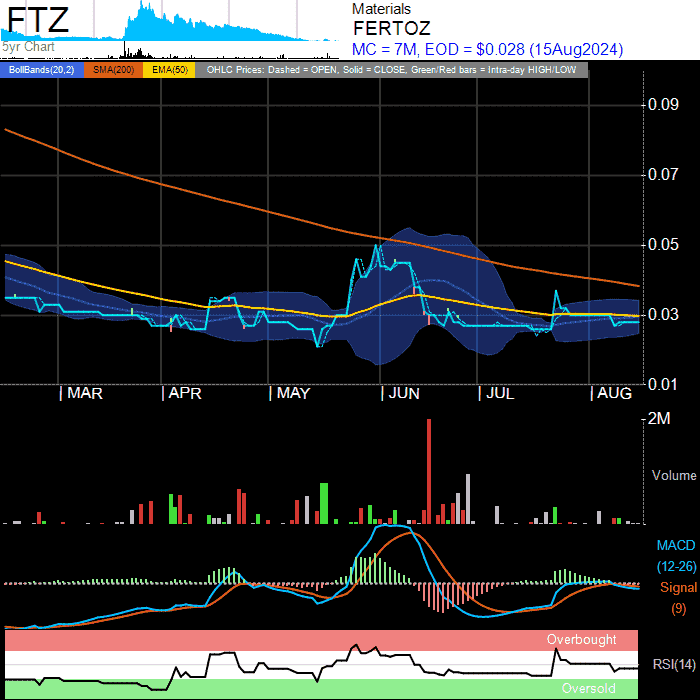 FTZ
5yr Chart
Materials
FERTOZ
MC = 7M, EOD = $0.028 (15Aug2024)
BollBands(20,2) SMA(200) EMA(50) OHLC Prices: Dashed = OPEN, Solid = CLOSE, Green/Red bars = Intra-day HIGH/LOW
0.09
0.07
0.05
0.03
0.01
MAR APR MAY JUN JUL AUG
2M
Volume
MACD
(12-26)
Signal
(9)
Overbought
RSI(14)
Oversold